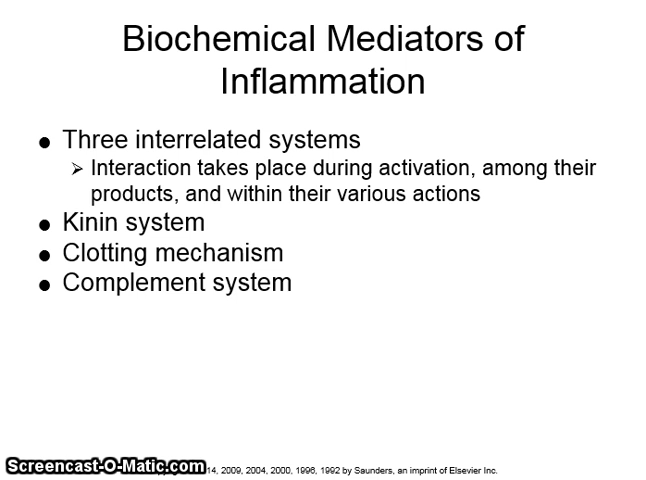 Biochemical Mediators of
Inflammation
● Three interrelated systems
➢ Interaction takes place during activation, among their
products, and within their various actions
● Kinin system
● Clotting mechanism
● Complement system
Screencast-O-Matic.com 14, 2009, 2004, 2000, 1996, 1992 by Saunders, an imprint of Elsevier Inc.